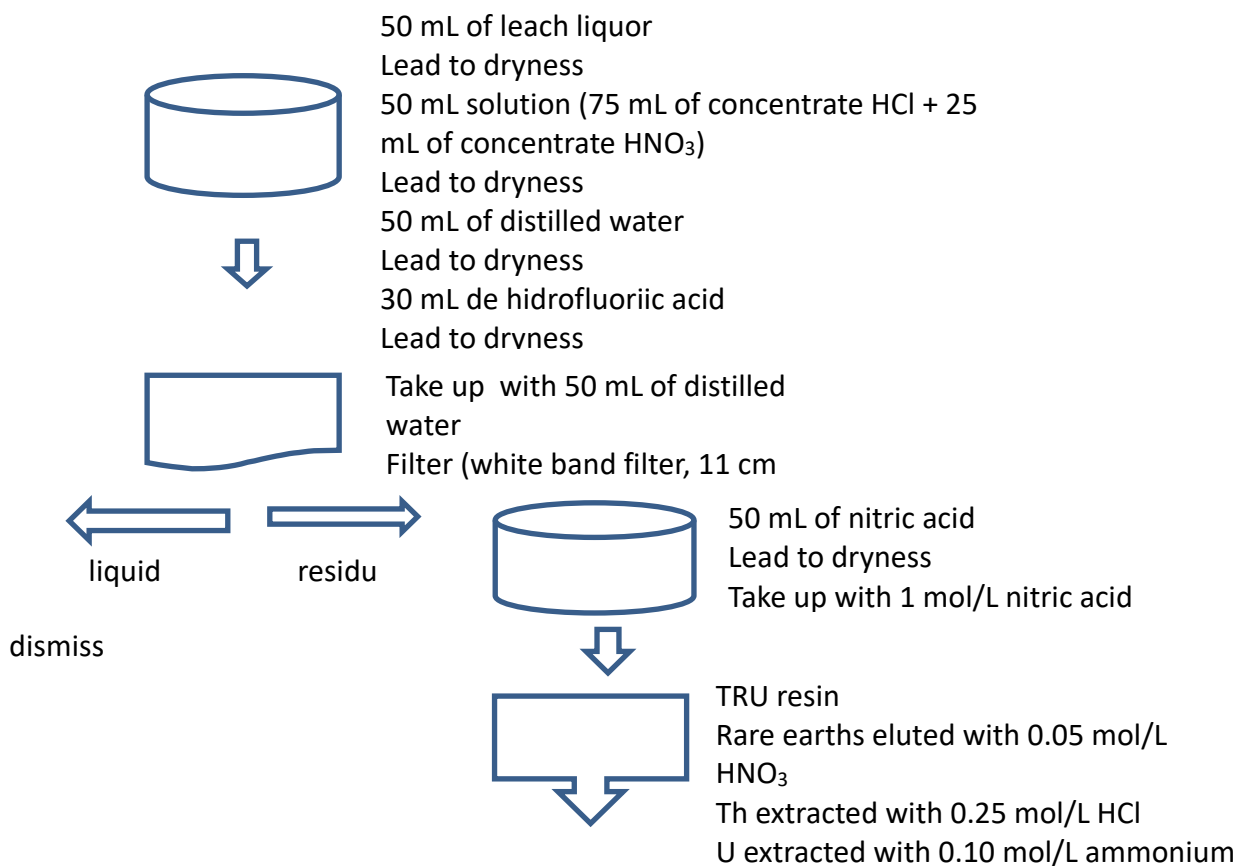 50 mL of leach liquor
Lead to dryness
50 mL solution (75 mL of concentrate HCl + 25
mL of concentrate HNO₃)
Lead to dryness
50 mL of distilled water
Lead to dryness
30 mL de hidrofluoriic acid
Lead to drvness
Take up with 50 mL of distilled
water
Filter (white band filter, 11 cm
liquid
residu
dismiss
50 mL of nitric acid
Lead to dryness
Take up with 1 mol/L nitric acid
TRU resin
Rare earths eluted with 0.05 mol/L
HNO₃
Th extracted with 0.25 mol/L HCl
U extracted with 0.10 mol/L ammonium